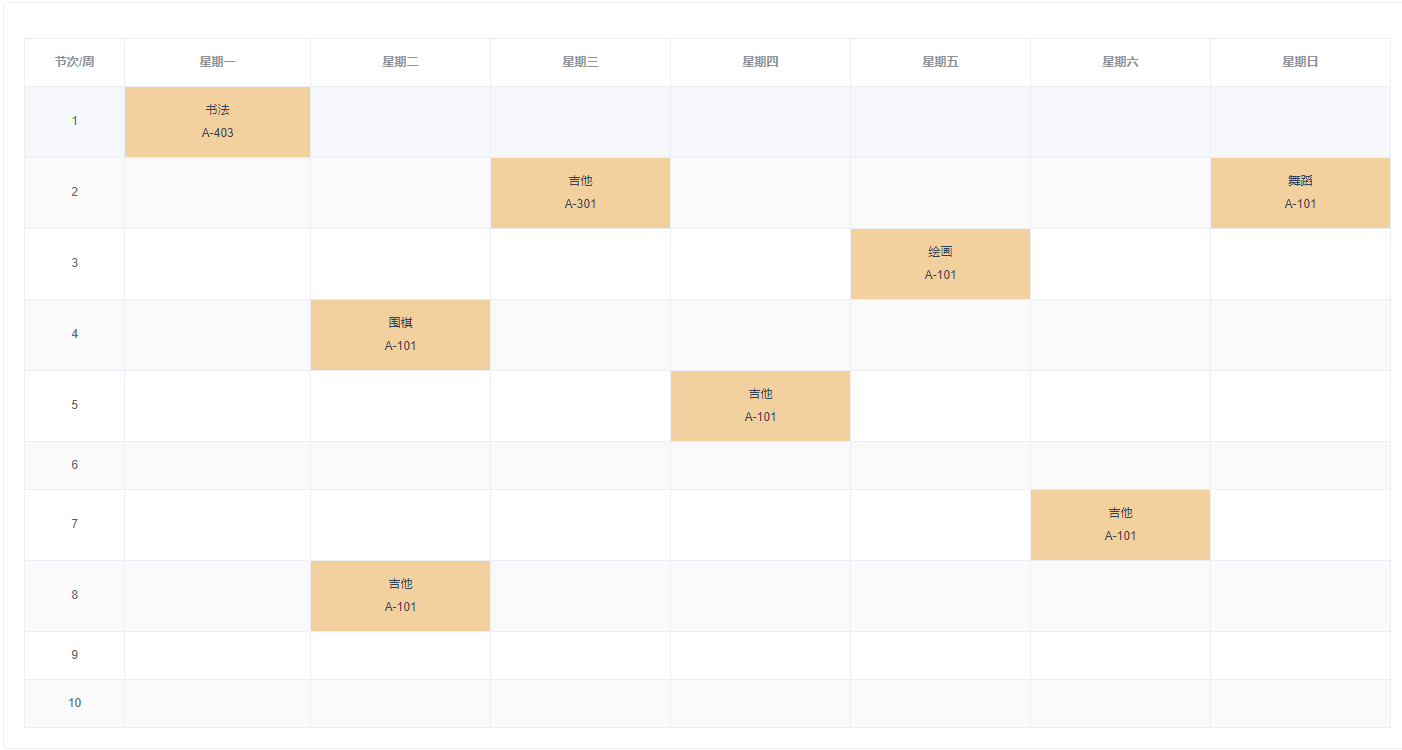 节次/周 星期一 星期二 星期三 星期四 星期五 星期六 星期日
1 书法
A-403
2 吉他 舞蹈
A-301 A-101
3 绘画
A-101
4 围棋
A-101
5 吉他
A-101
6
7 吉他
A-101
8 吉他
A-101
9
10